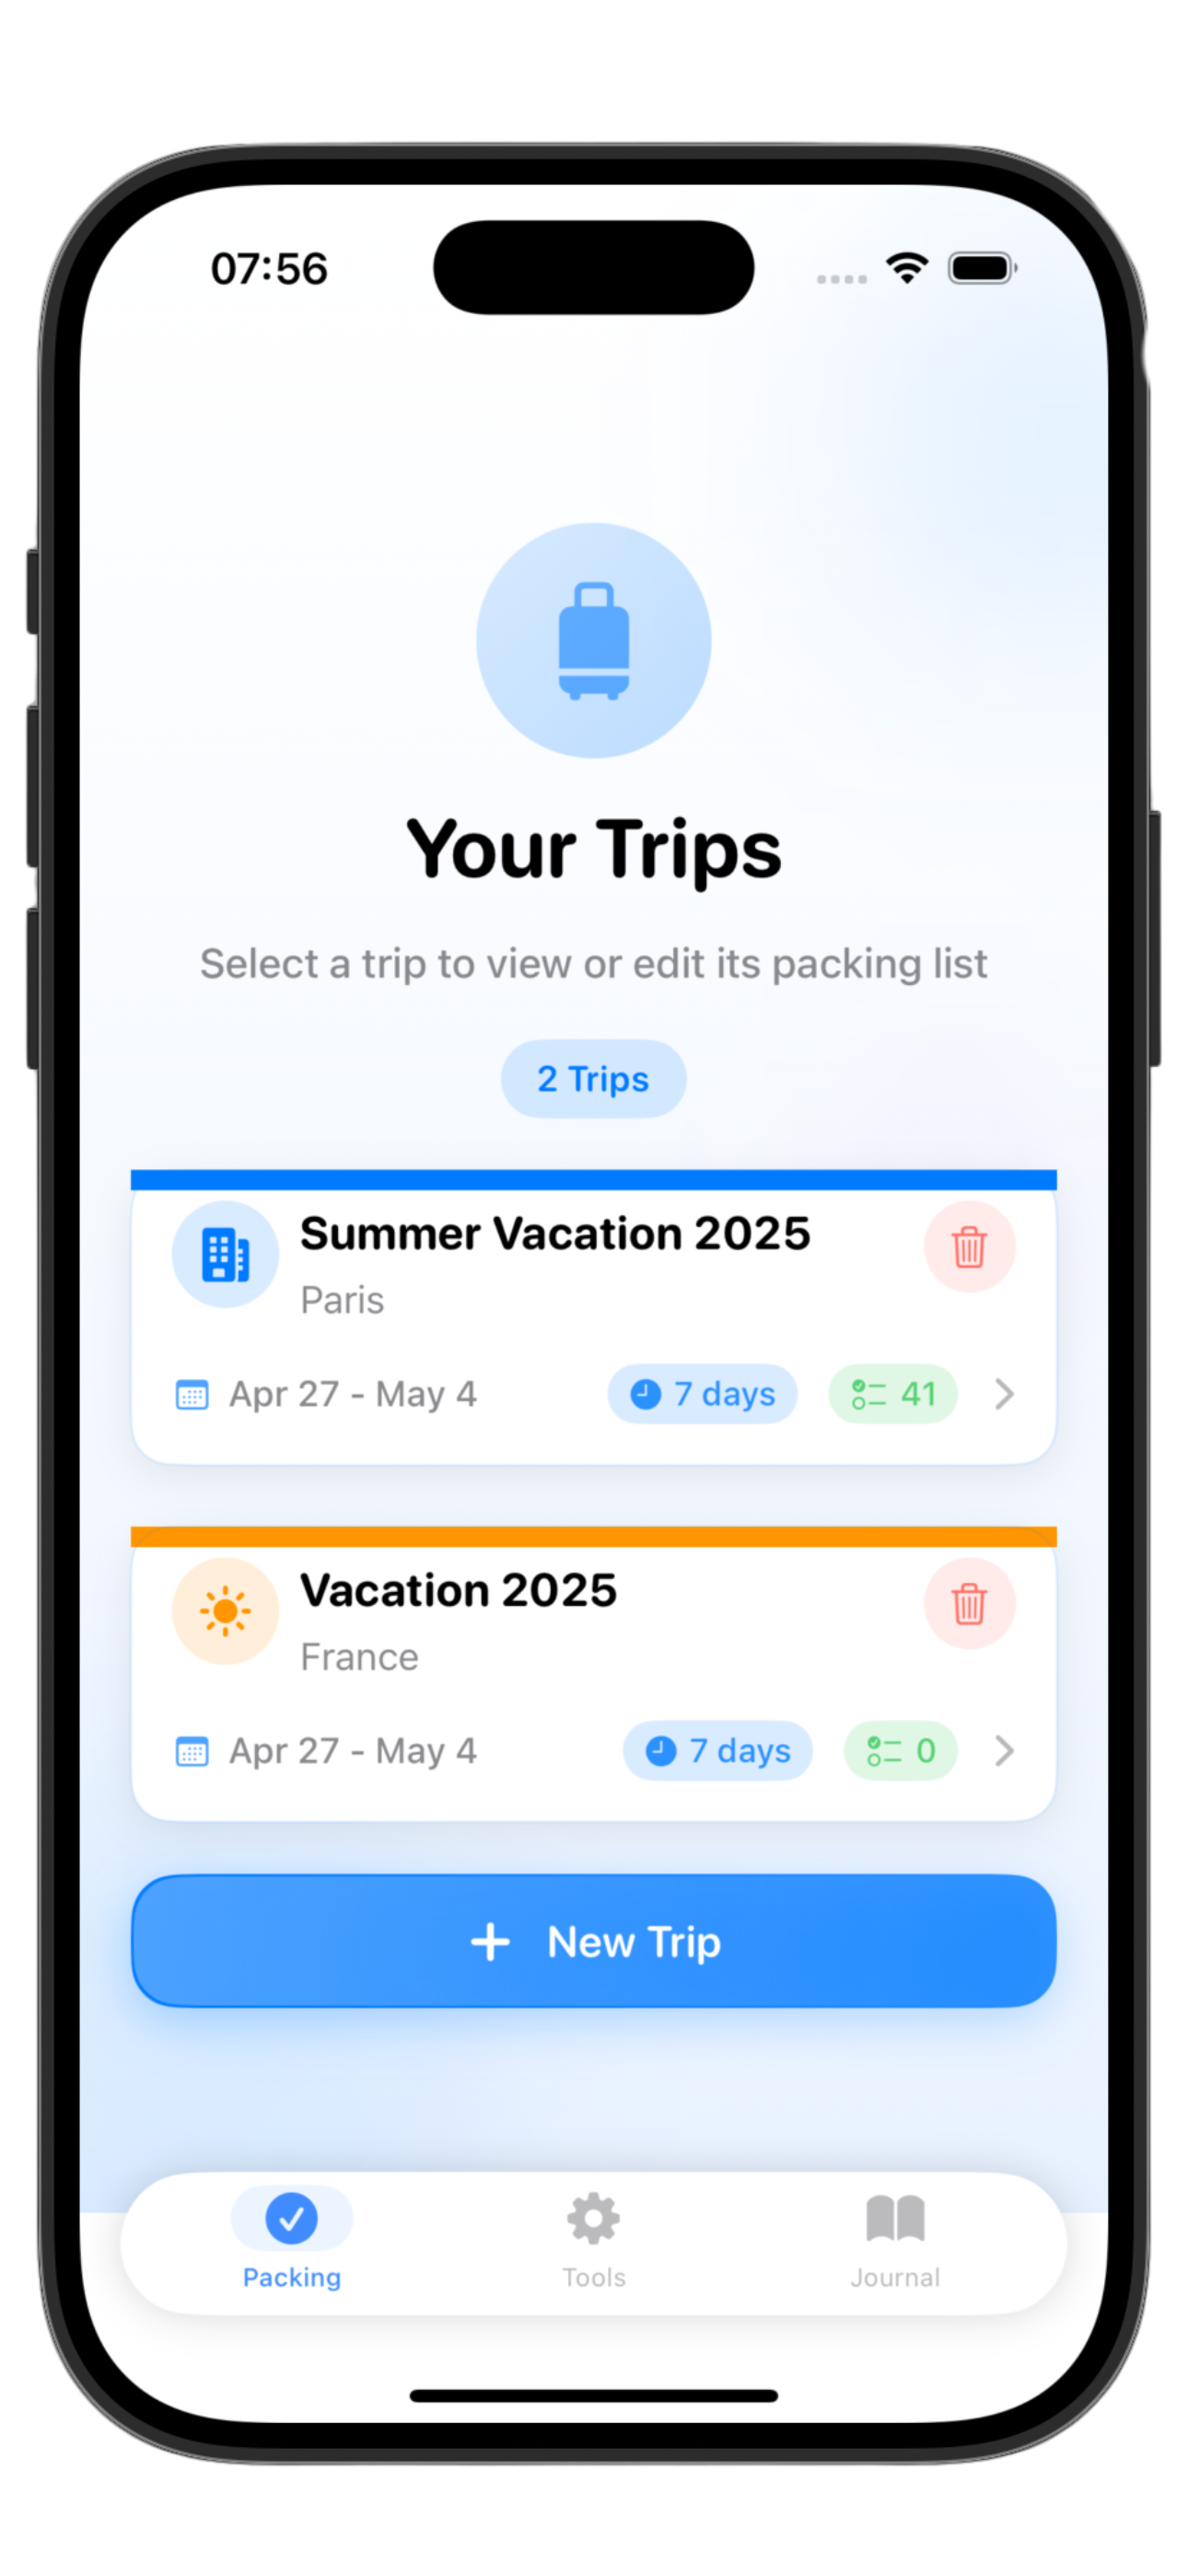 07:56
Your Trips
Select a trip to view or edit its packing list
2 Trips
Summer Vacation 2025
Paris
Apr 27 - May 4
7 days
41
Vacation 2025
France
Apr 27 - May 4
7 days
0
+ New Trip
Packing
Tools
Journal